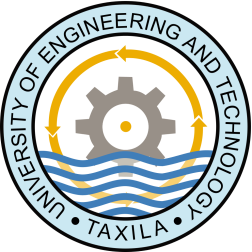 UNIVERSITY OF ENGINEERING AND TECHNOLOGY
• TAXILA •